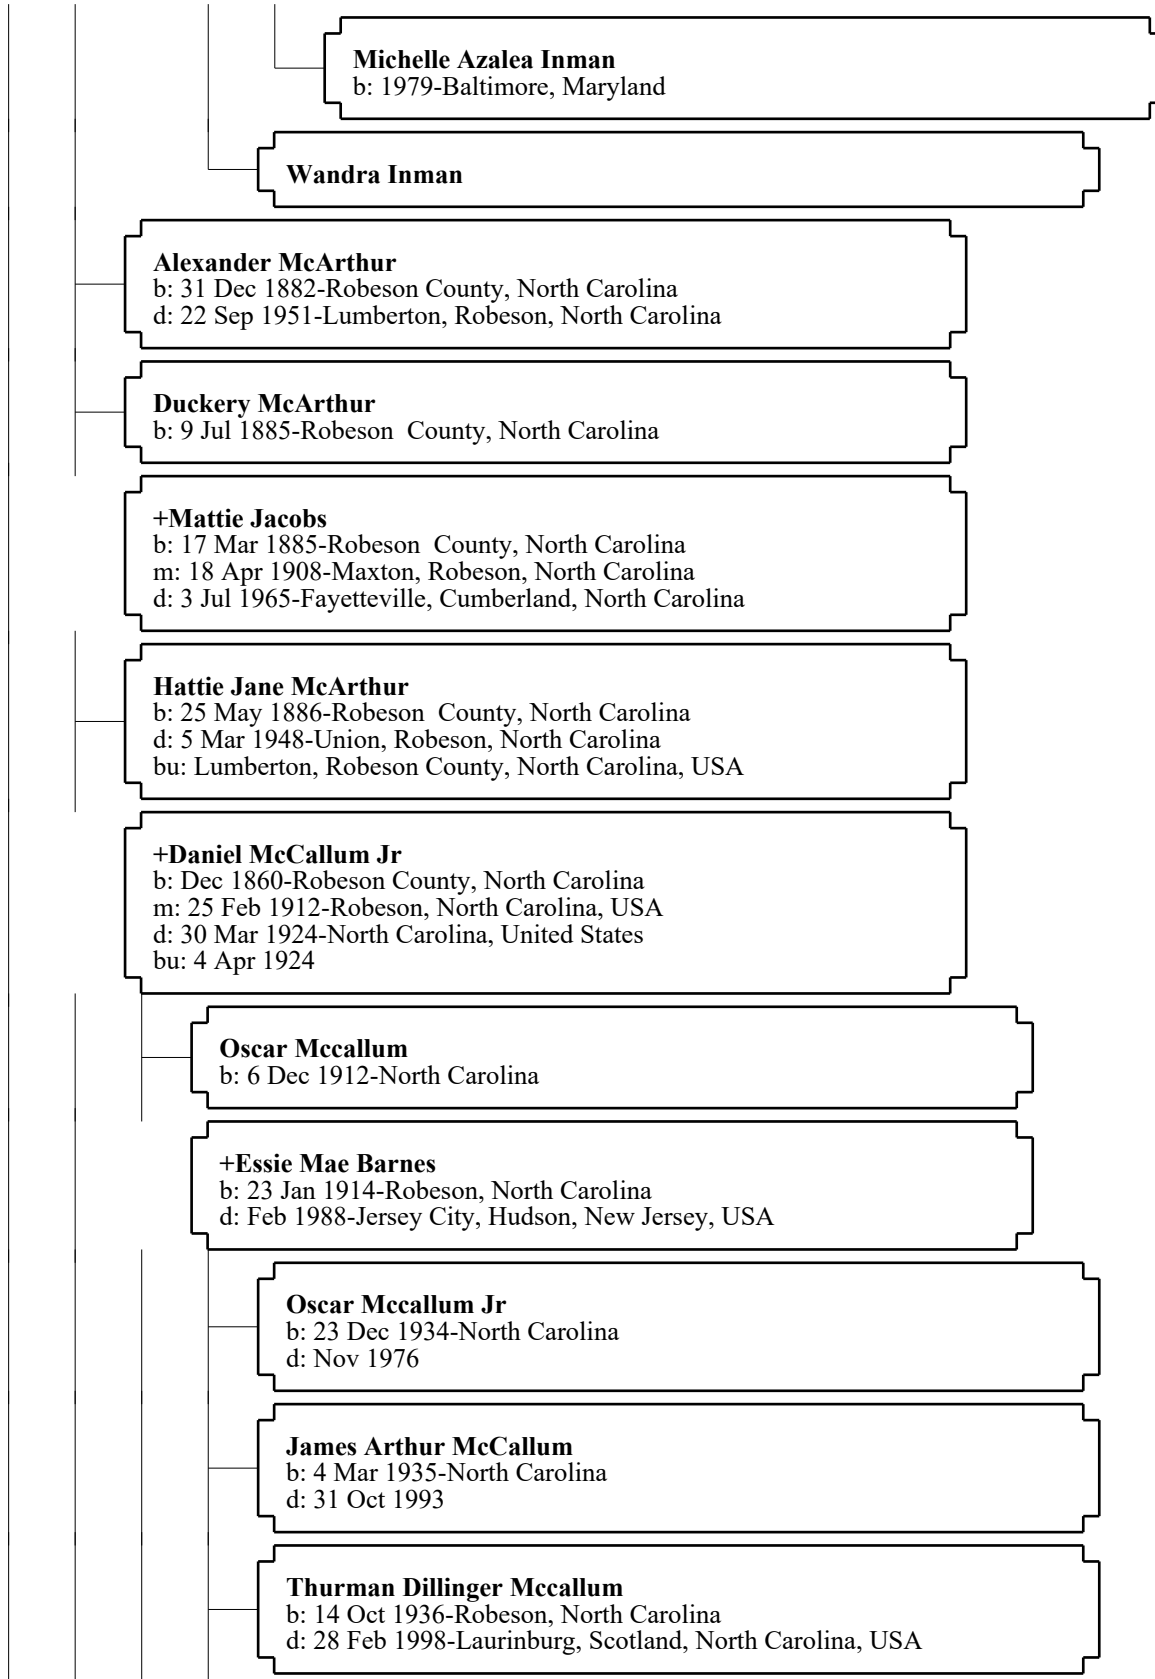 Michelle Azalea Inman
b: 1979-Baltimore, Maryland
Wandra Inman
Alexander McArthur
b: 31 Dec 1882-Robeson County, North Carolina
d: 22 Sep 1951-Lumberton, Robeson, North Carolina
Duckery McArthur
b: 9 Jul 1885-Robeson  County, North Carolina
+Mattie Jacobs
b: 17 Mar 1885-Robeson  County, North Carolina
m: 18 Apr 1908-Maxton, Robeson, North Carolina
d: 3 Jul 1965-Fayetteville, Cumberland, North Carolina
Hattie Jane McArthur
b: 25 May 1886-Robeson  County, North Carolina
d: 5 Mar 1948-Union, Robeson, North Carolina
bu: Lumberton, Robeson County, North Carolina, USA
+Daniel McCallum Jr
b: Dec 1860-Robeson County, North Carolina
m: 25 Feb 1912-Robeson, North Carolina, USA
d: 30 Mar 1924-North Carolina, United States
bu: 4 Apr 1924
Oscar Mccallum
b: 6 Dec 1912-North Carolina
+Essie Mae Barnes
b: 23 Jan 1914-Robeson, North Carolina
d: Feb 1988-Jersey City, Hudson, New Jersey, USA
Oscar Mccallum Jr
b: 23 Dec 1934-North Carolina
d: Nov 1976
James Arthur McCallum
b: 4 Mar 1935-North Carolina
d: 31 Oct 1993
Thurman Dillinger Mccallum
b: 14 Oct 1936-Robeson, North Carolina
d: 28 Feb 1998-Laurinburg, Scotland, North Carolina, USA